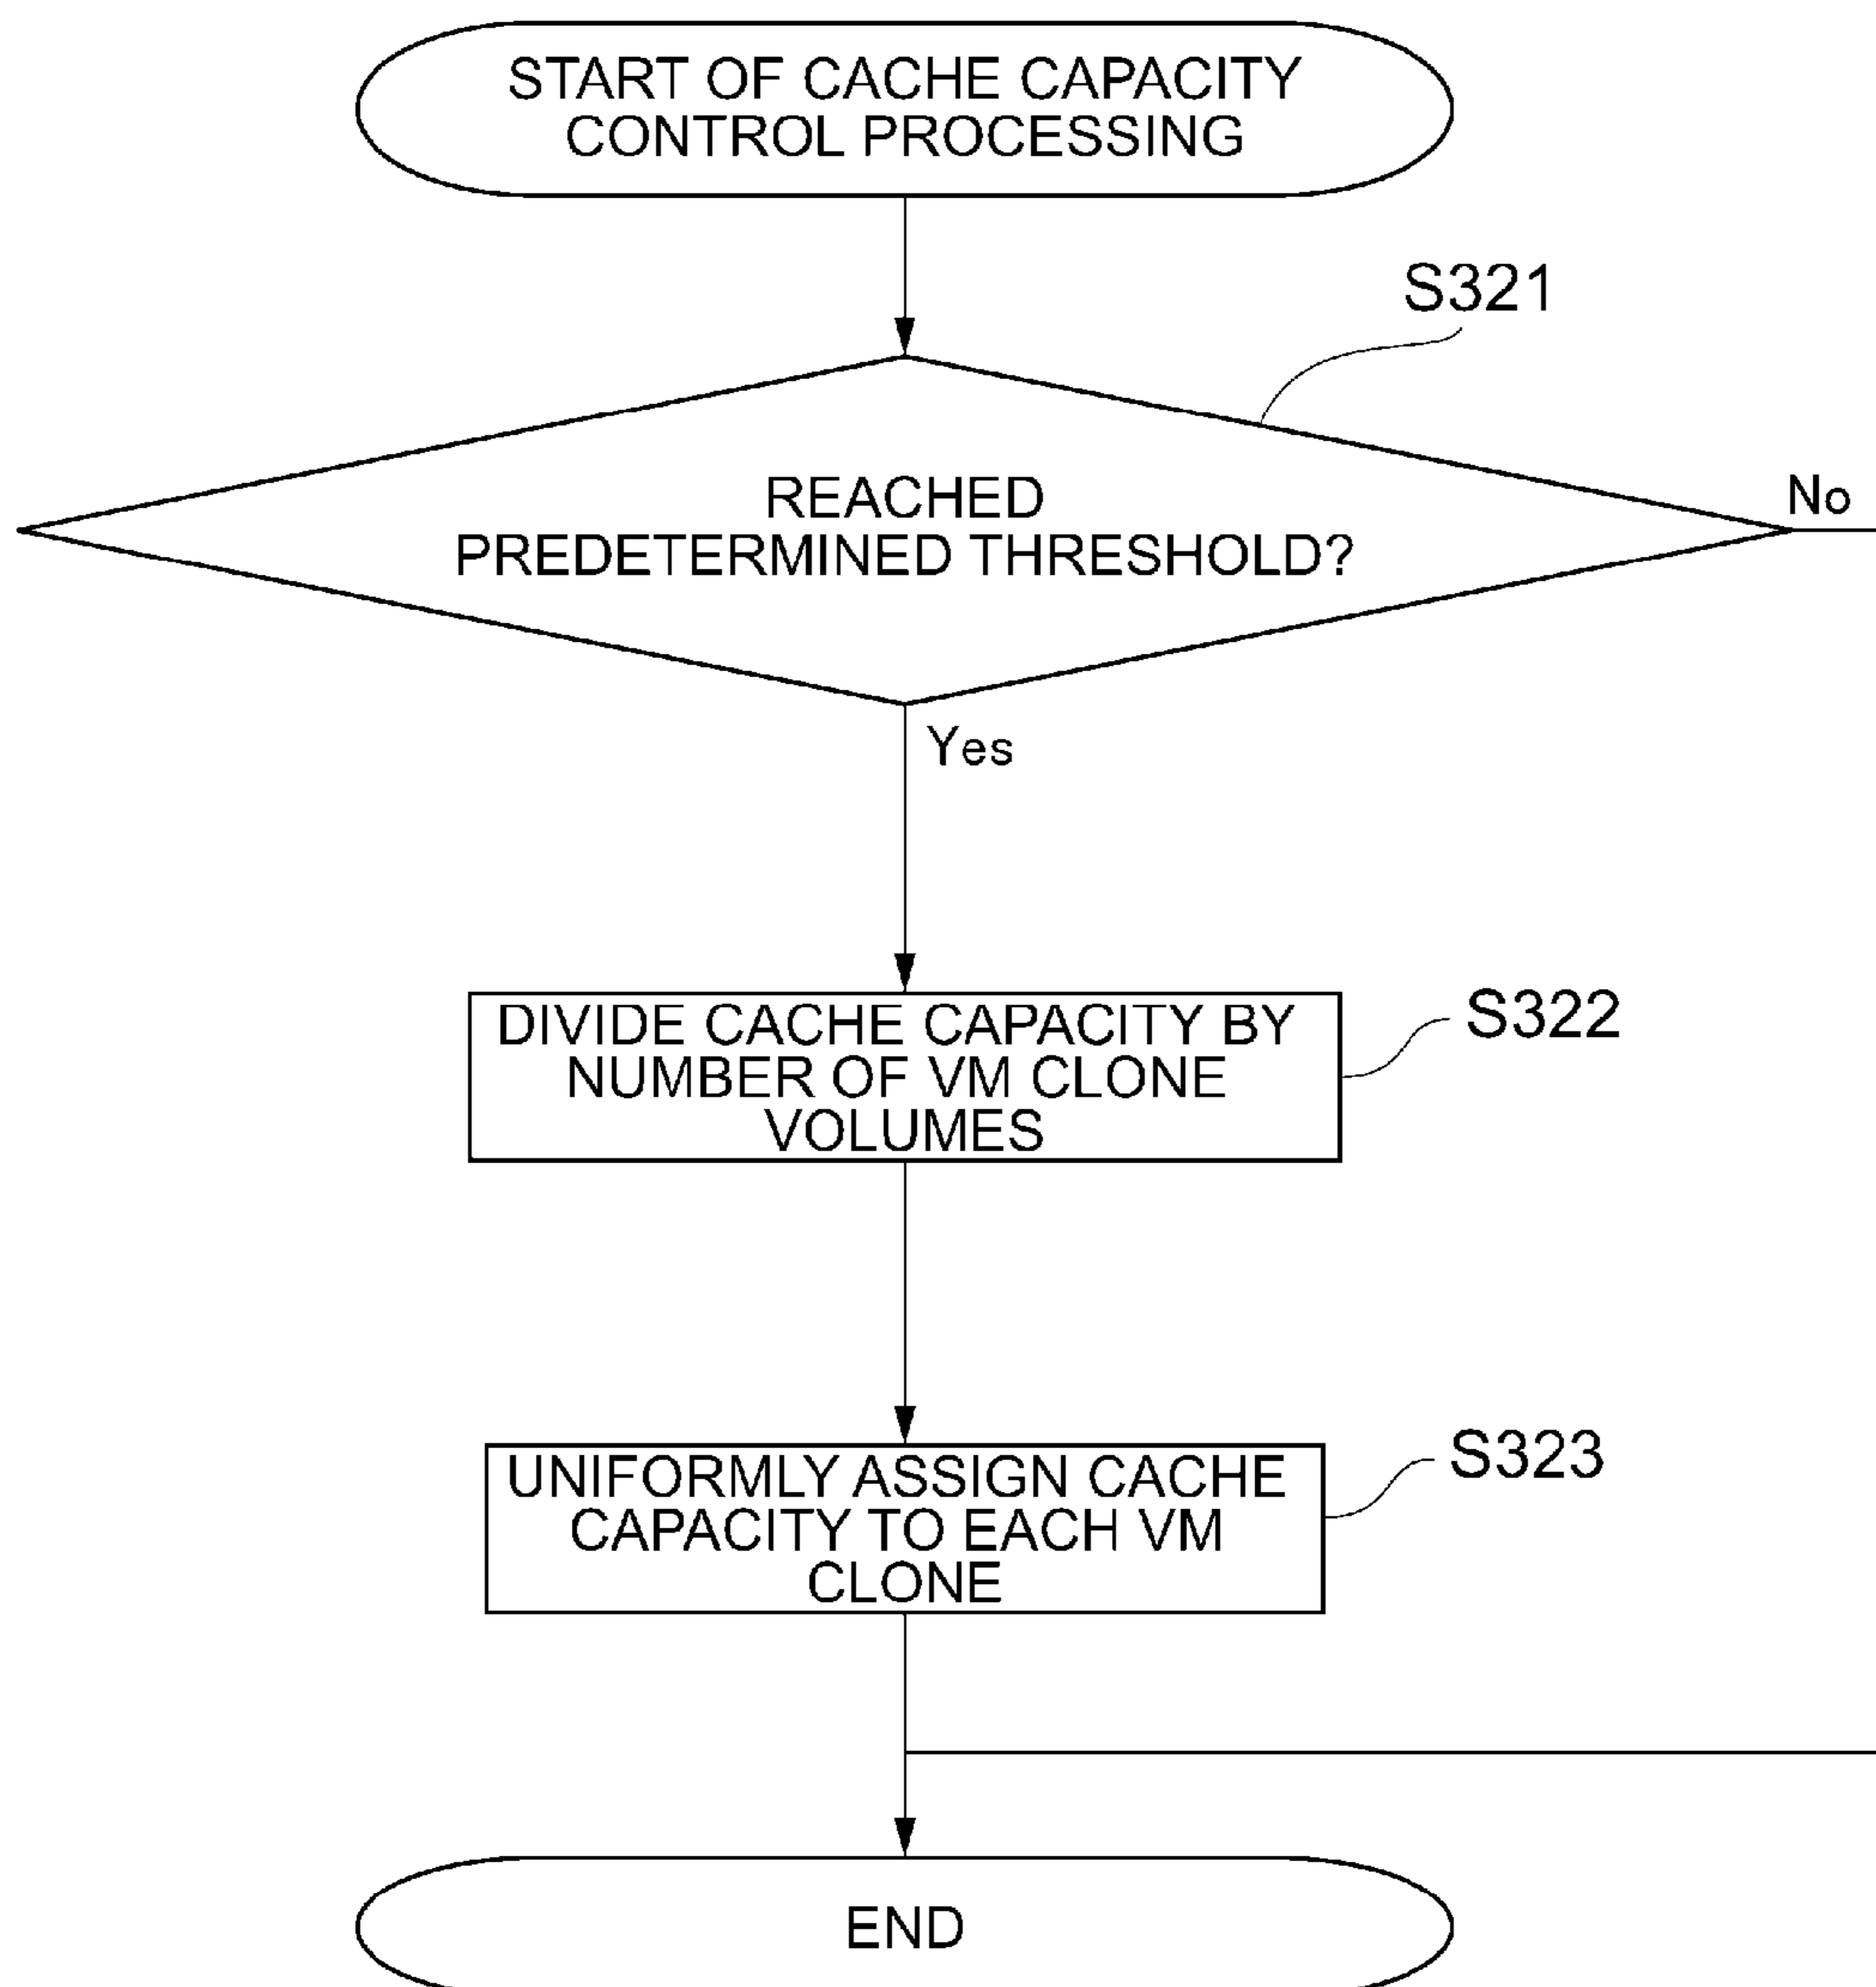 START OF CACHE CAPACITY
CONTROL PROCESSING
S321
REACHED
PREDETERMINED THRESHOLD?
No
Yes
DIVIDE CACHE CAPACITY BY
NUMBER OF VM CLONE
VOLUMES
S322
UNIFORMLY ASSIGN CACHE
CAPACITY TO EACH VM
CLONE
S323
END